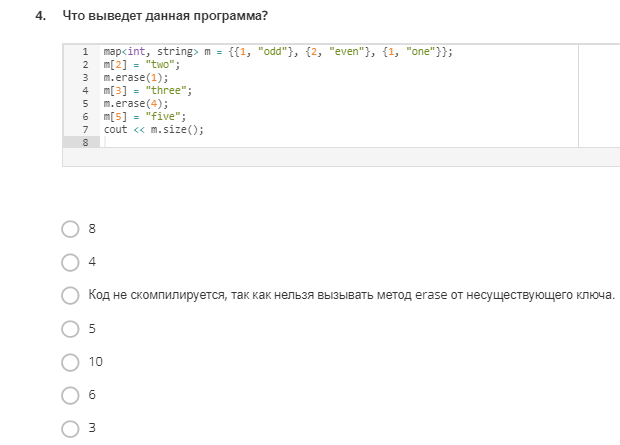 4. Что выведет данная программа?
1 map<int, string> m = {{1, "odd"}, {2, "even"}, {1, "one"}};
2 m[2] = "two";
3 m.erase(1);
4 m[3] = "three";
5 m.erase(4);
6 m[5] = "five";
7 cout << m.size();
8
8
4
Код не скомпилируется, так как нельзя вызывать метод erase от несуществующего ключа.
5
10
6
3